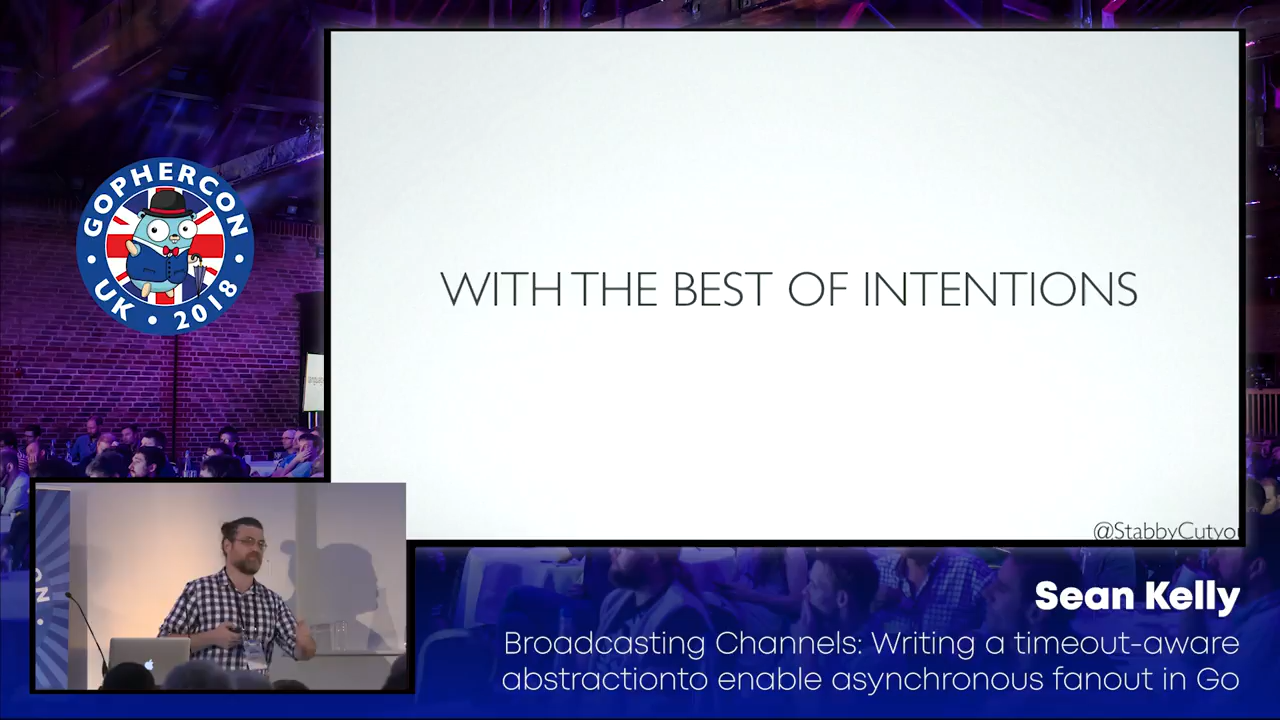 GOPHERCON
UK 2018
WITH THE BEST OF INTENTIONS
@StabbyCutyou
Sean Kelly
Broadcasting Channels: Writing a timeout-aware
abstractionto enable asynchronous fanout in Go